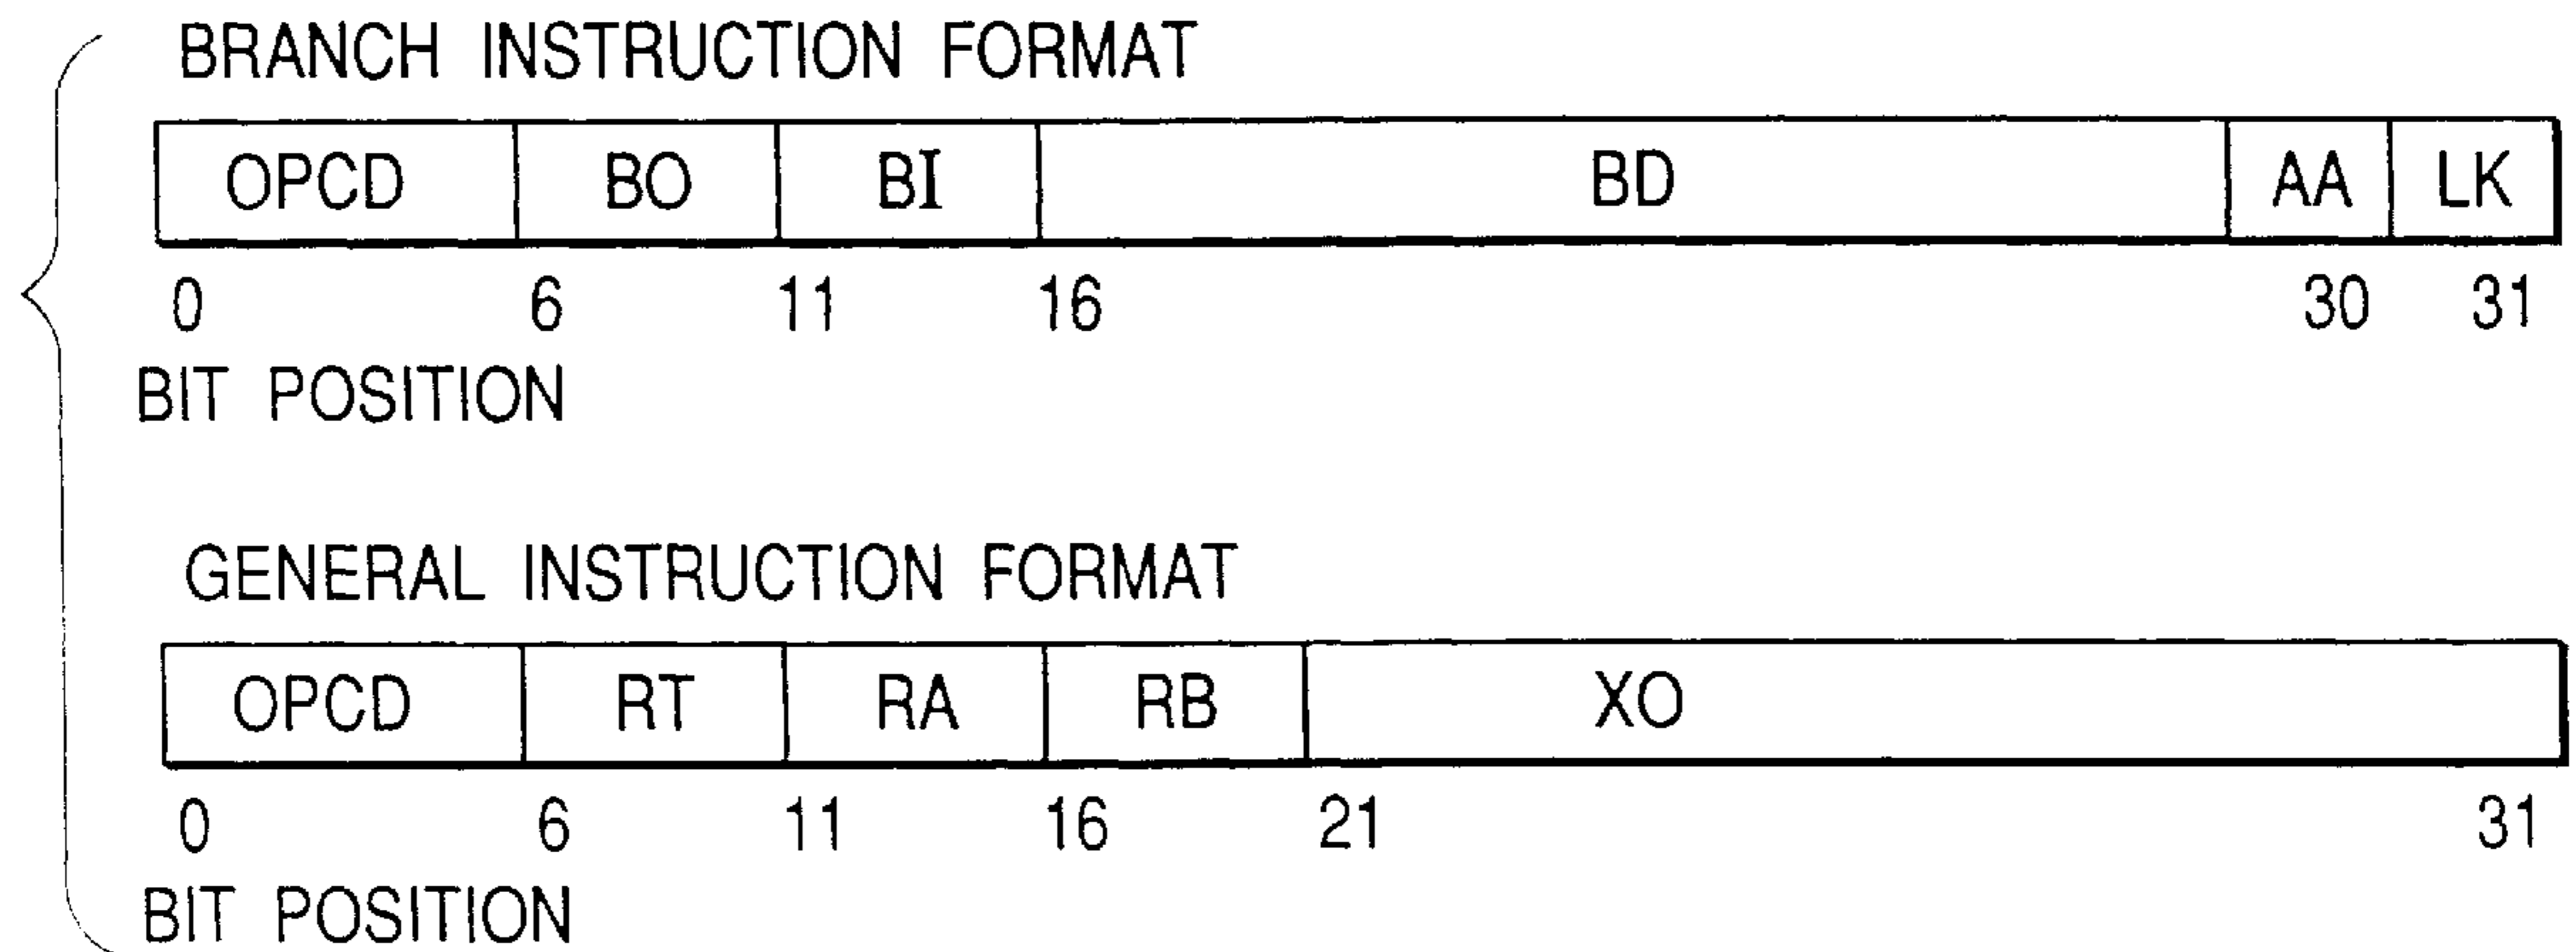 BRANCH INSTRUCTION FORMAT
OPCD BO BI BD AA LK
0 6 11 16 30 31
BIT POSITION
GENERAL INSTRUCTION FORMAT
OPCD RT RA RB XO
0 6 11 16 21 31
BIT POSITION